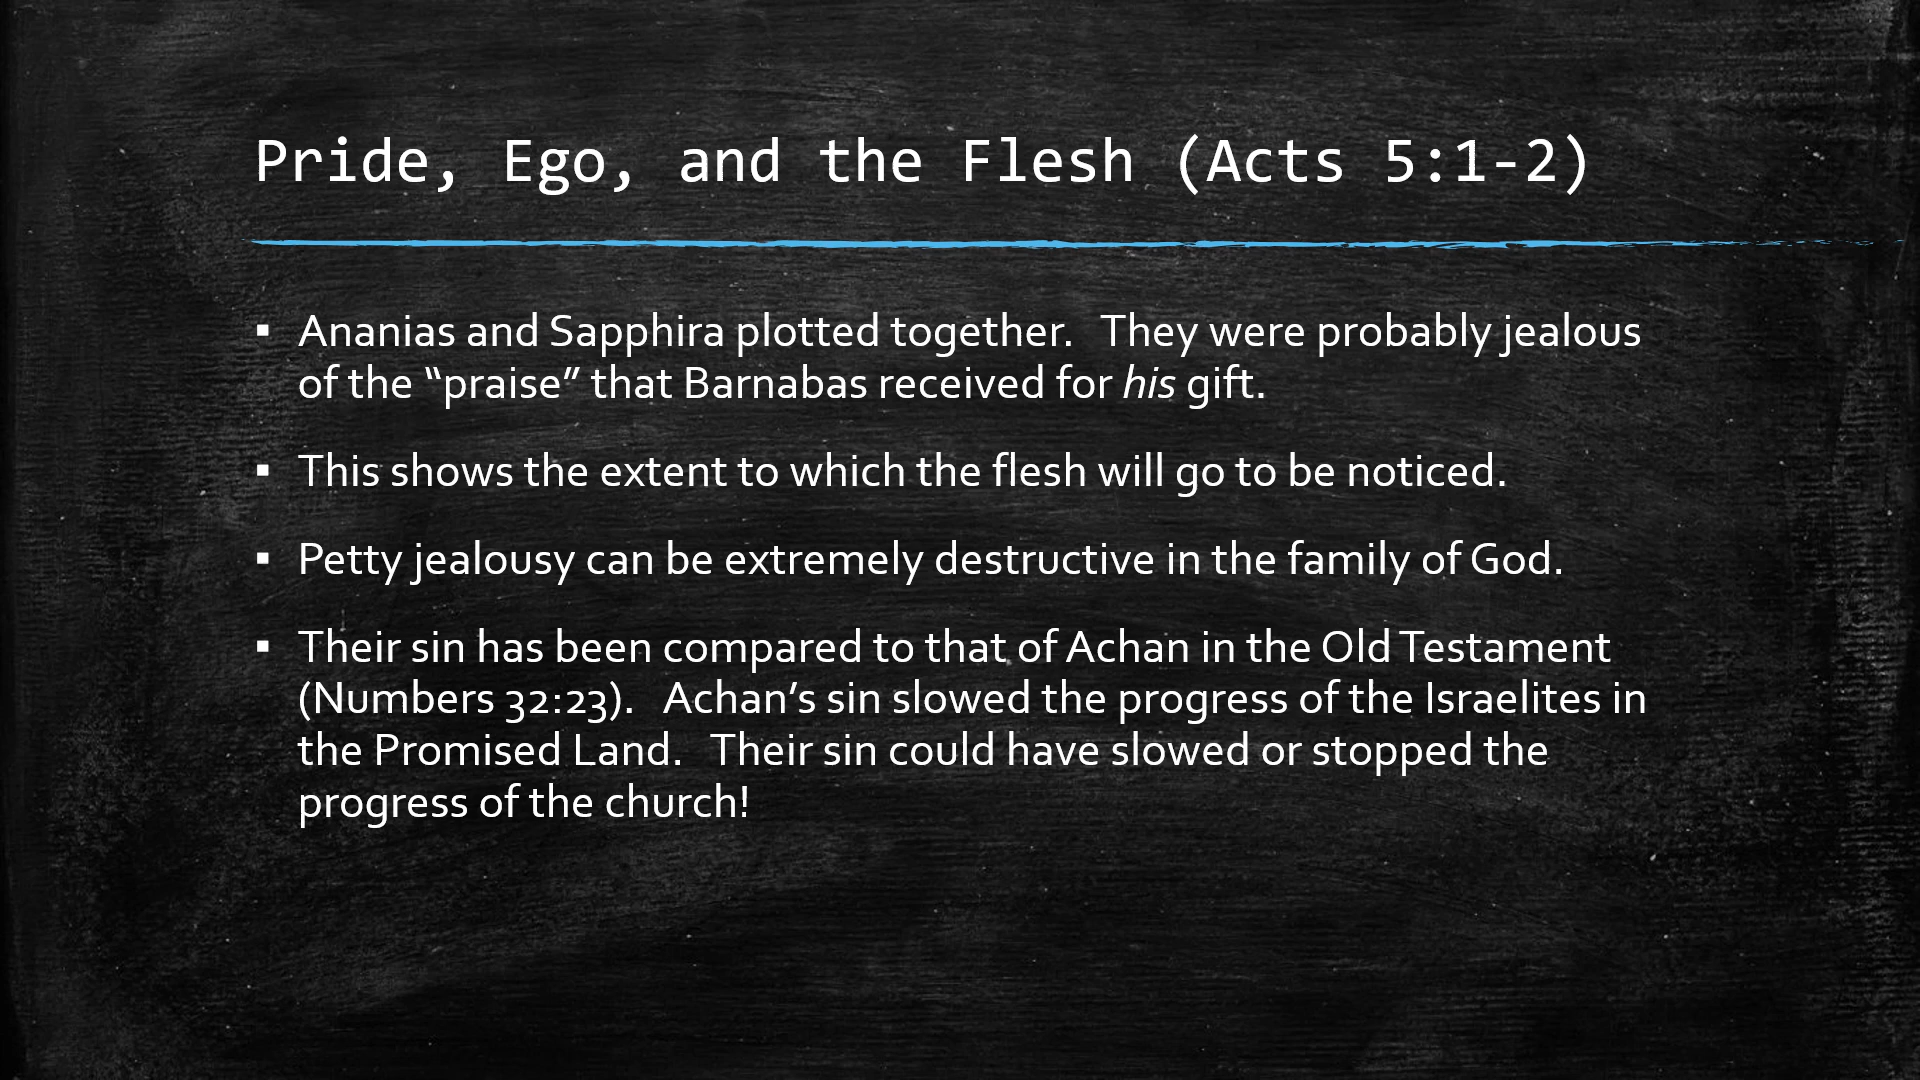 Pride, Ego, and the Flesh (Acts 5:1-2)
▪ Ananias and Sapphira plotted together.  They were probably jealous
of the “praise” that Barnabas received for his gift.
▪ This shows the extent to which the flesh will go to be noticed.
▪ Petty jealousy can be extremely destructive in the family of God.
▪ Their sin has been compared to that of Achan in the Old Testament
(Numbers 32:23).  Achan’s sin slowed the progress of the Israelites in
the Promised Land.  Their sin could have slowed or stopped the
progress of the church!